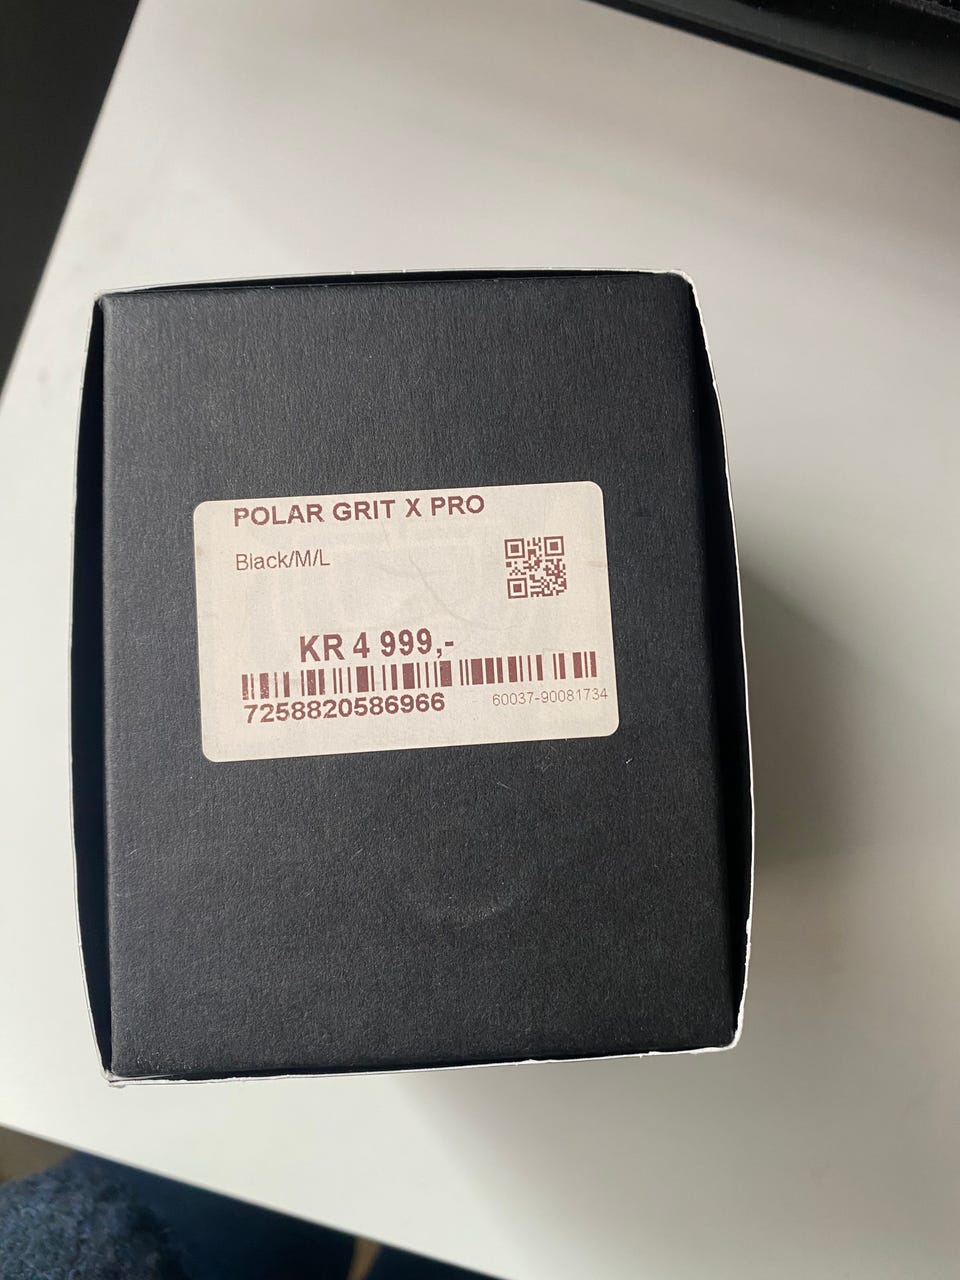 POLAR GRIT X PRO
Black/M/L
KR 4 999,-
7258820586966
60037-90081734